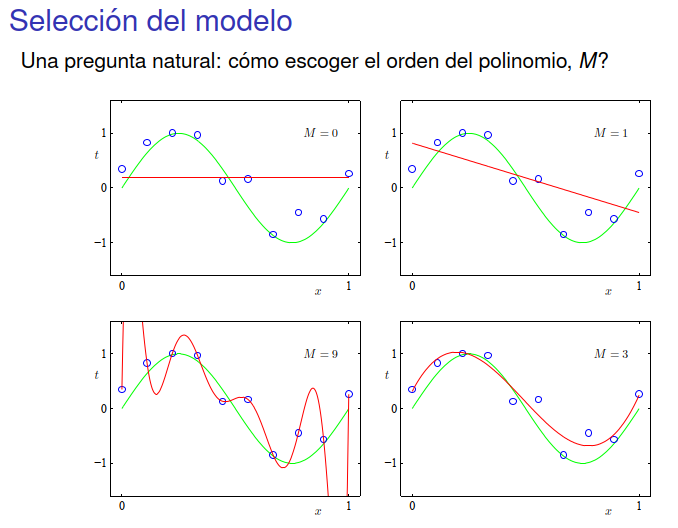 Selección del modelo
Una pregunta natural: cómo escoger el orden del polinomio, M?
M = 0
t
1
0
−1
0
x
1
M = 1
t
1
0
−1
0
x
1
M = 9
t
1
0
−1
0
x
1
M = 3
t
1
0
−1
0
x
1